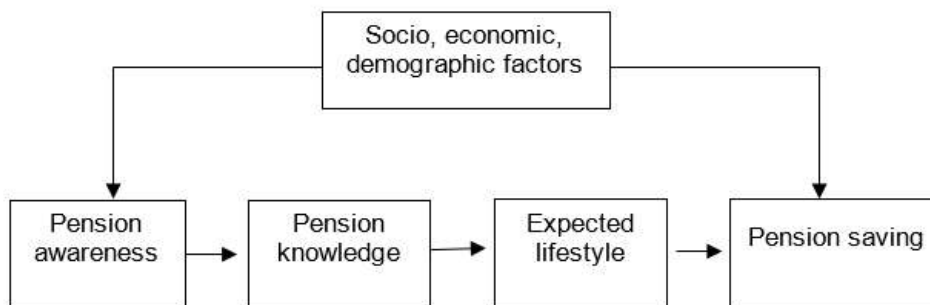 Socio, economic,
demographic factors
Pension
awareness
Pension
knowledge
Expected
lifestyle
Pension saving